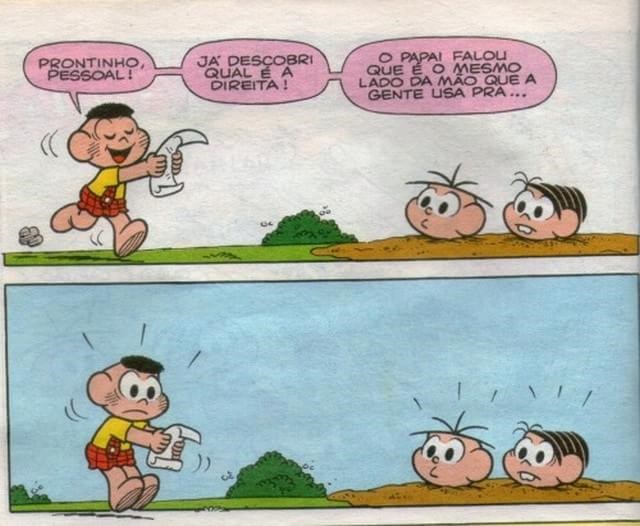 PRONTINHO,
PESSOAL!
JÁ DESCOBRI
QUAL É A
DIREITA!
O PAPAI FALOU
QUE É O MESMO
LADO DA MÃO QUE A
GENTE USA PRA...